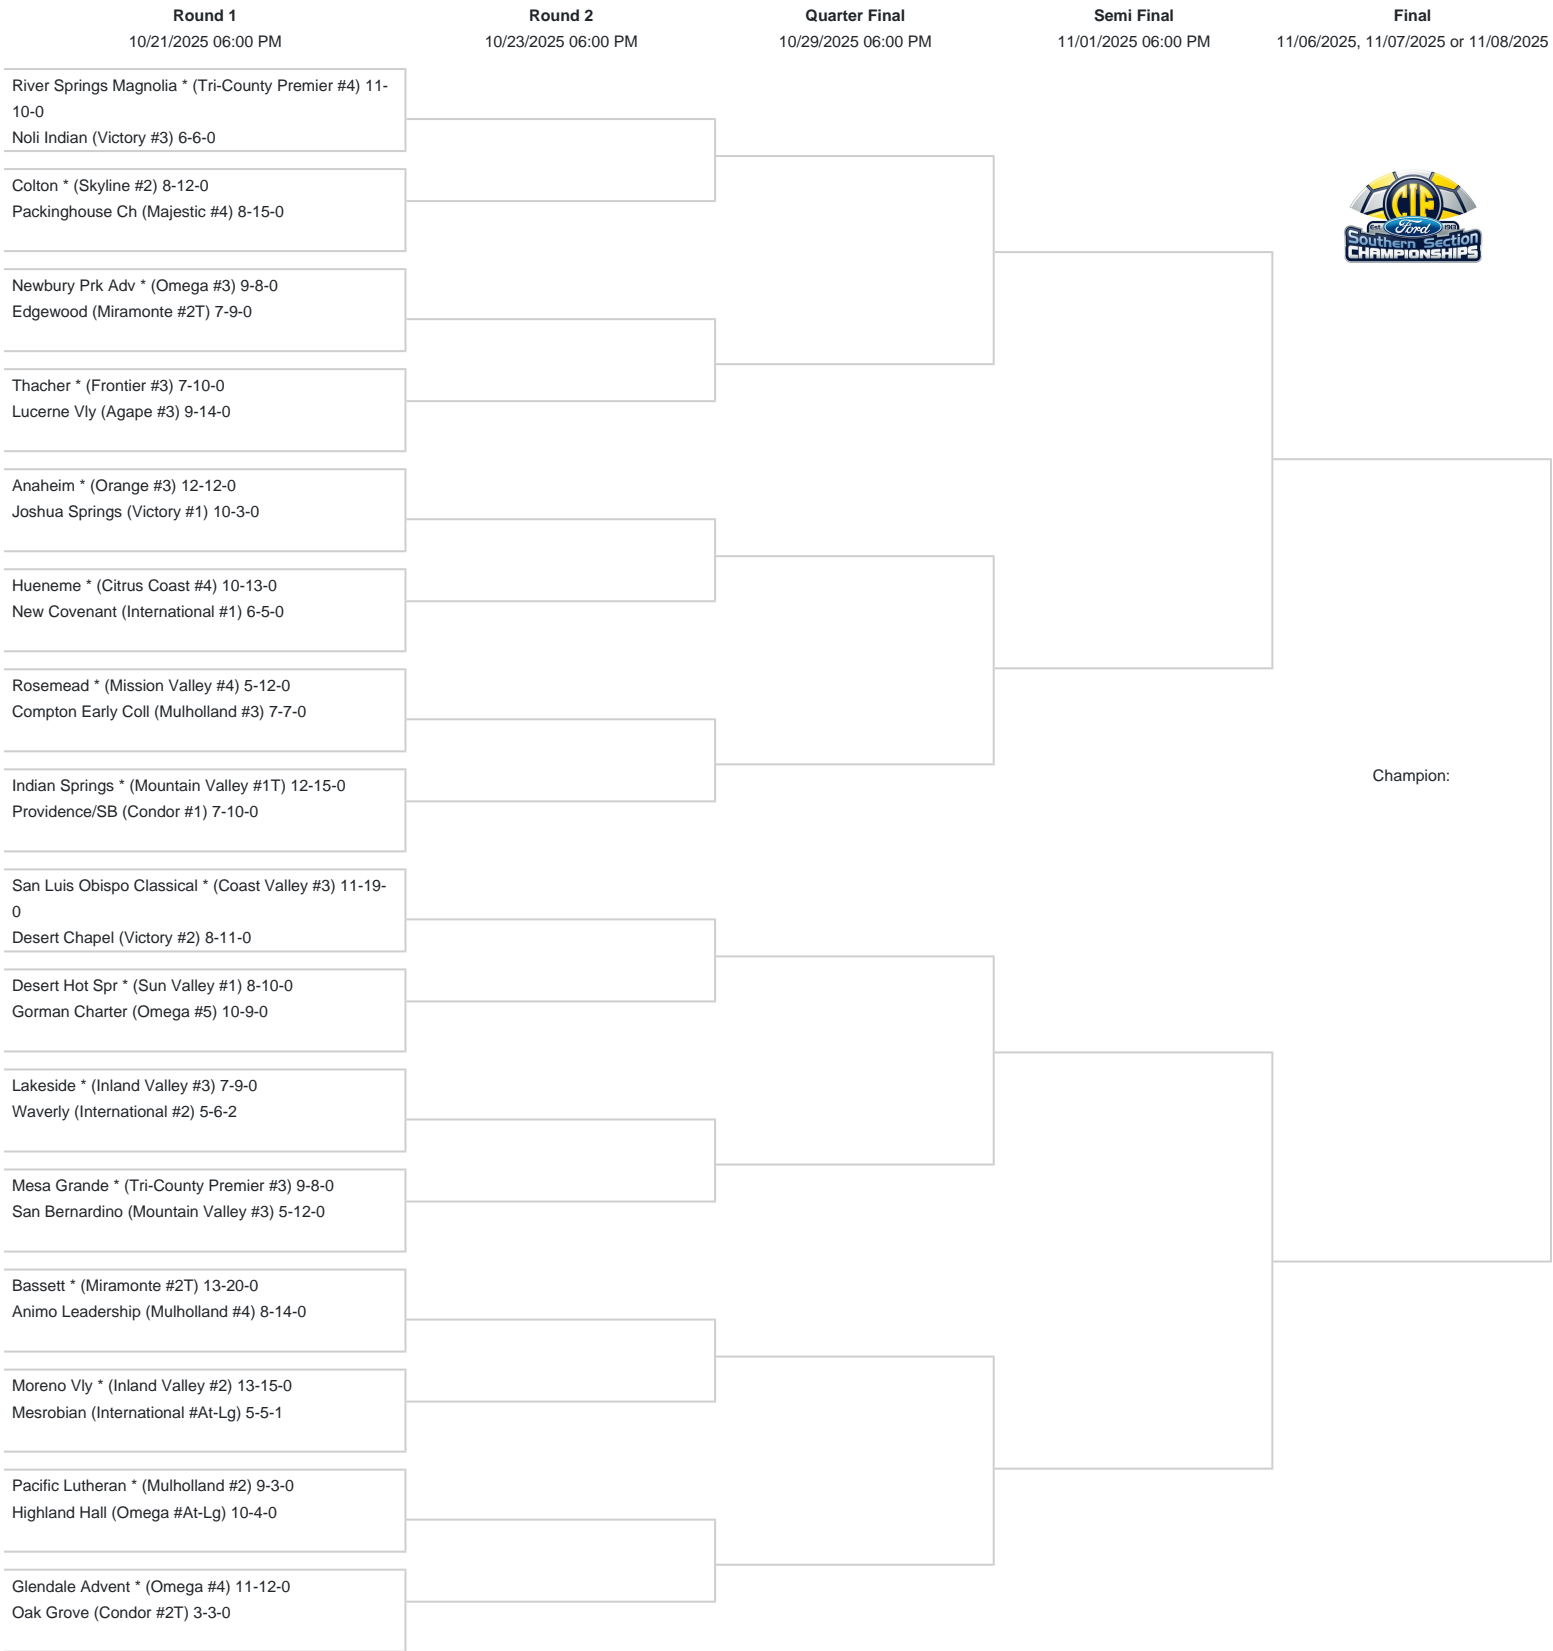 Round 1
Round 2
Quarter Final
Semi Final
Final
10/21/2025 06:00 PM
10/23/2025 06:00 PM
10/29/2025 06:00 PM
11/01/2025 06:00 PM
11/06/2025, 11/07/2025 or 11/08/2025
River Springs Magnolia * (Tri-County Premier #4) 11-
10-0
Noli Indian (Victory #3) 6-6-0
Colton * (Skyline #2) 8-12-0
Packinghouse Ch (Majestic #4) 8-15-0
CIF
Est 1913
Ford
Southern Section
CHAMPIONSHIPS
Newbury Prk Adv * (Omega #3) 9-8-0
Edgewood (Miramonte #2T) 7-9-0
Thacher * (Frontier #3) 7-10-0
Lucerne Vly (Agape #3) 9-14-0
Anaheim * (Orange #3) 12-12-0
Joshua Springs (Victory #1) 10-3-0
Hueneme * (Citrus Coast #4) 10-13-0
New Covenant (International #1) 6-5-0
Rosemead * (Mission Valley #4) 5-12-0
Compton Early Coll (Mulholland #3) 7-7-0
Indian Springs * (Mountain Valley #1T) 12-15-0
Providence/SB (Condor #1) 7-10-0
Champion:
San Luis Obispo Classical * (Coast Valley #3) 11-19-
0
Desert Chapel (Victory #2) 8-11-0
Desert Hot Spr * (Sun Valley #1) 8-10-0
Gorman Charter (Omega #5) 10-9-0
Lakeside * (Inland Valley #3) 7-9-0
Waverly (International #2) 5-6-2
Mesa Grande * (Tri-County Premier #3) 9-8-0
San Bernardino (Mountain Valley #3) 5-12-0
Bassett * (Miramonte #2T) 13-20-0
Animo Leadership (Mulholland #4) 8-14-0
Moreno Vly * (Inland Valley #2) 13-15-0
Mesrobian (International #At-Lg) 5-5-1
Pacific Lutheran * (Mulholland #2) 9-3-0
Highland Hall (Omega #At-Lg) 10-4-0
Glendale Advent * (Omega #4) 11-12-0
Oak Grove (Condor #2T) 3-3-0